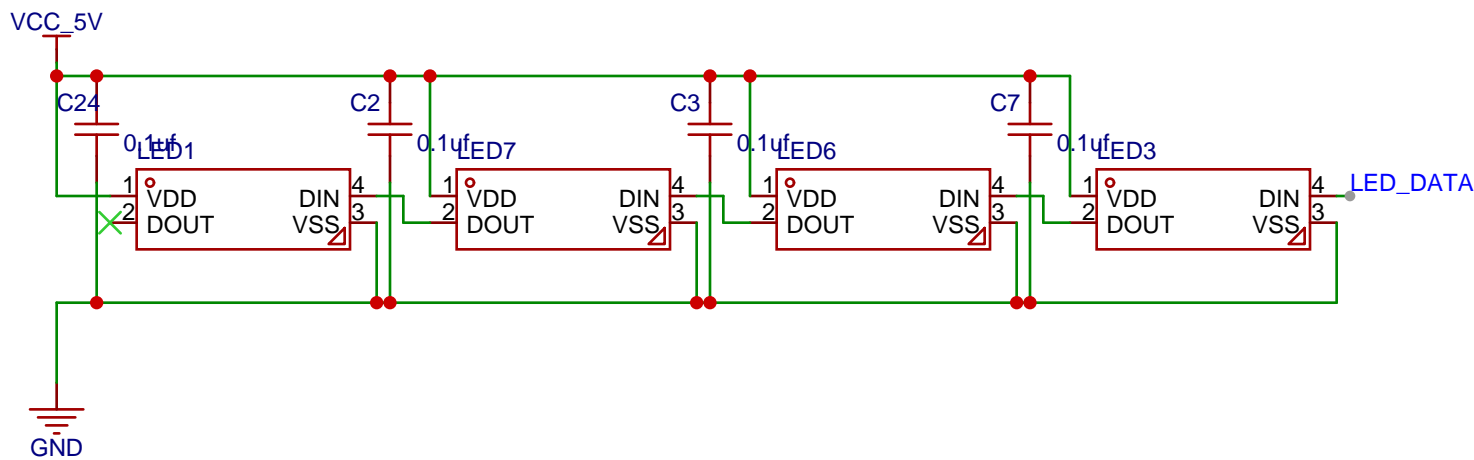 VCC_5V
C24
C2
C3
C7
0.1uf
0.1uf
0.1uf
0.1uf
LED1
LED7
LED6
LED3
1 VDD DIN 4
1 VDD DIN 4
1 VDD DIN 4
1 VDD DIN 4
LED_DATA
2 DOUT VSS 3
2 DOUT VSS 3
2 DOUT VSS 3
2 DOUT VSS 3
GND